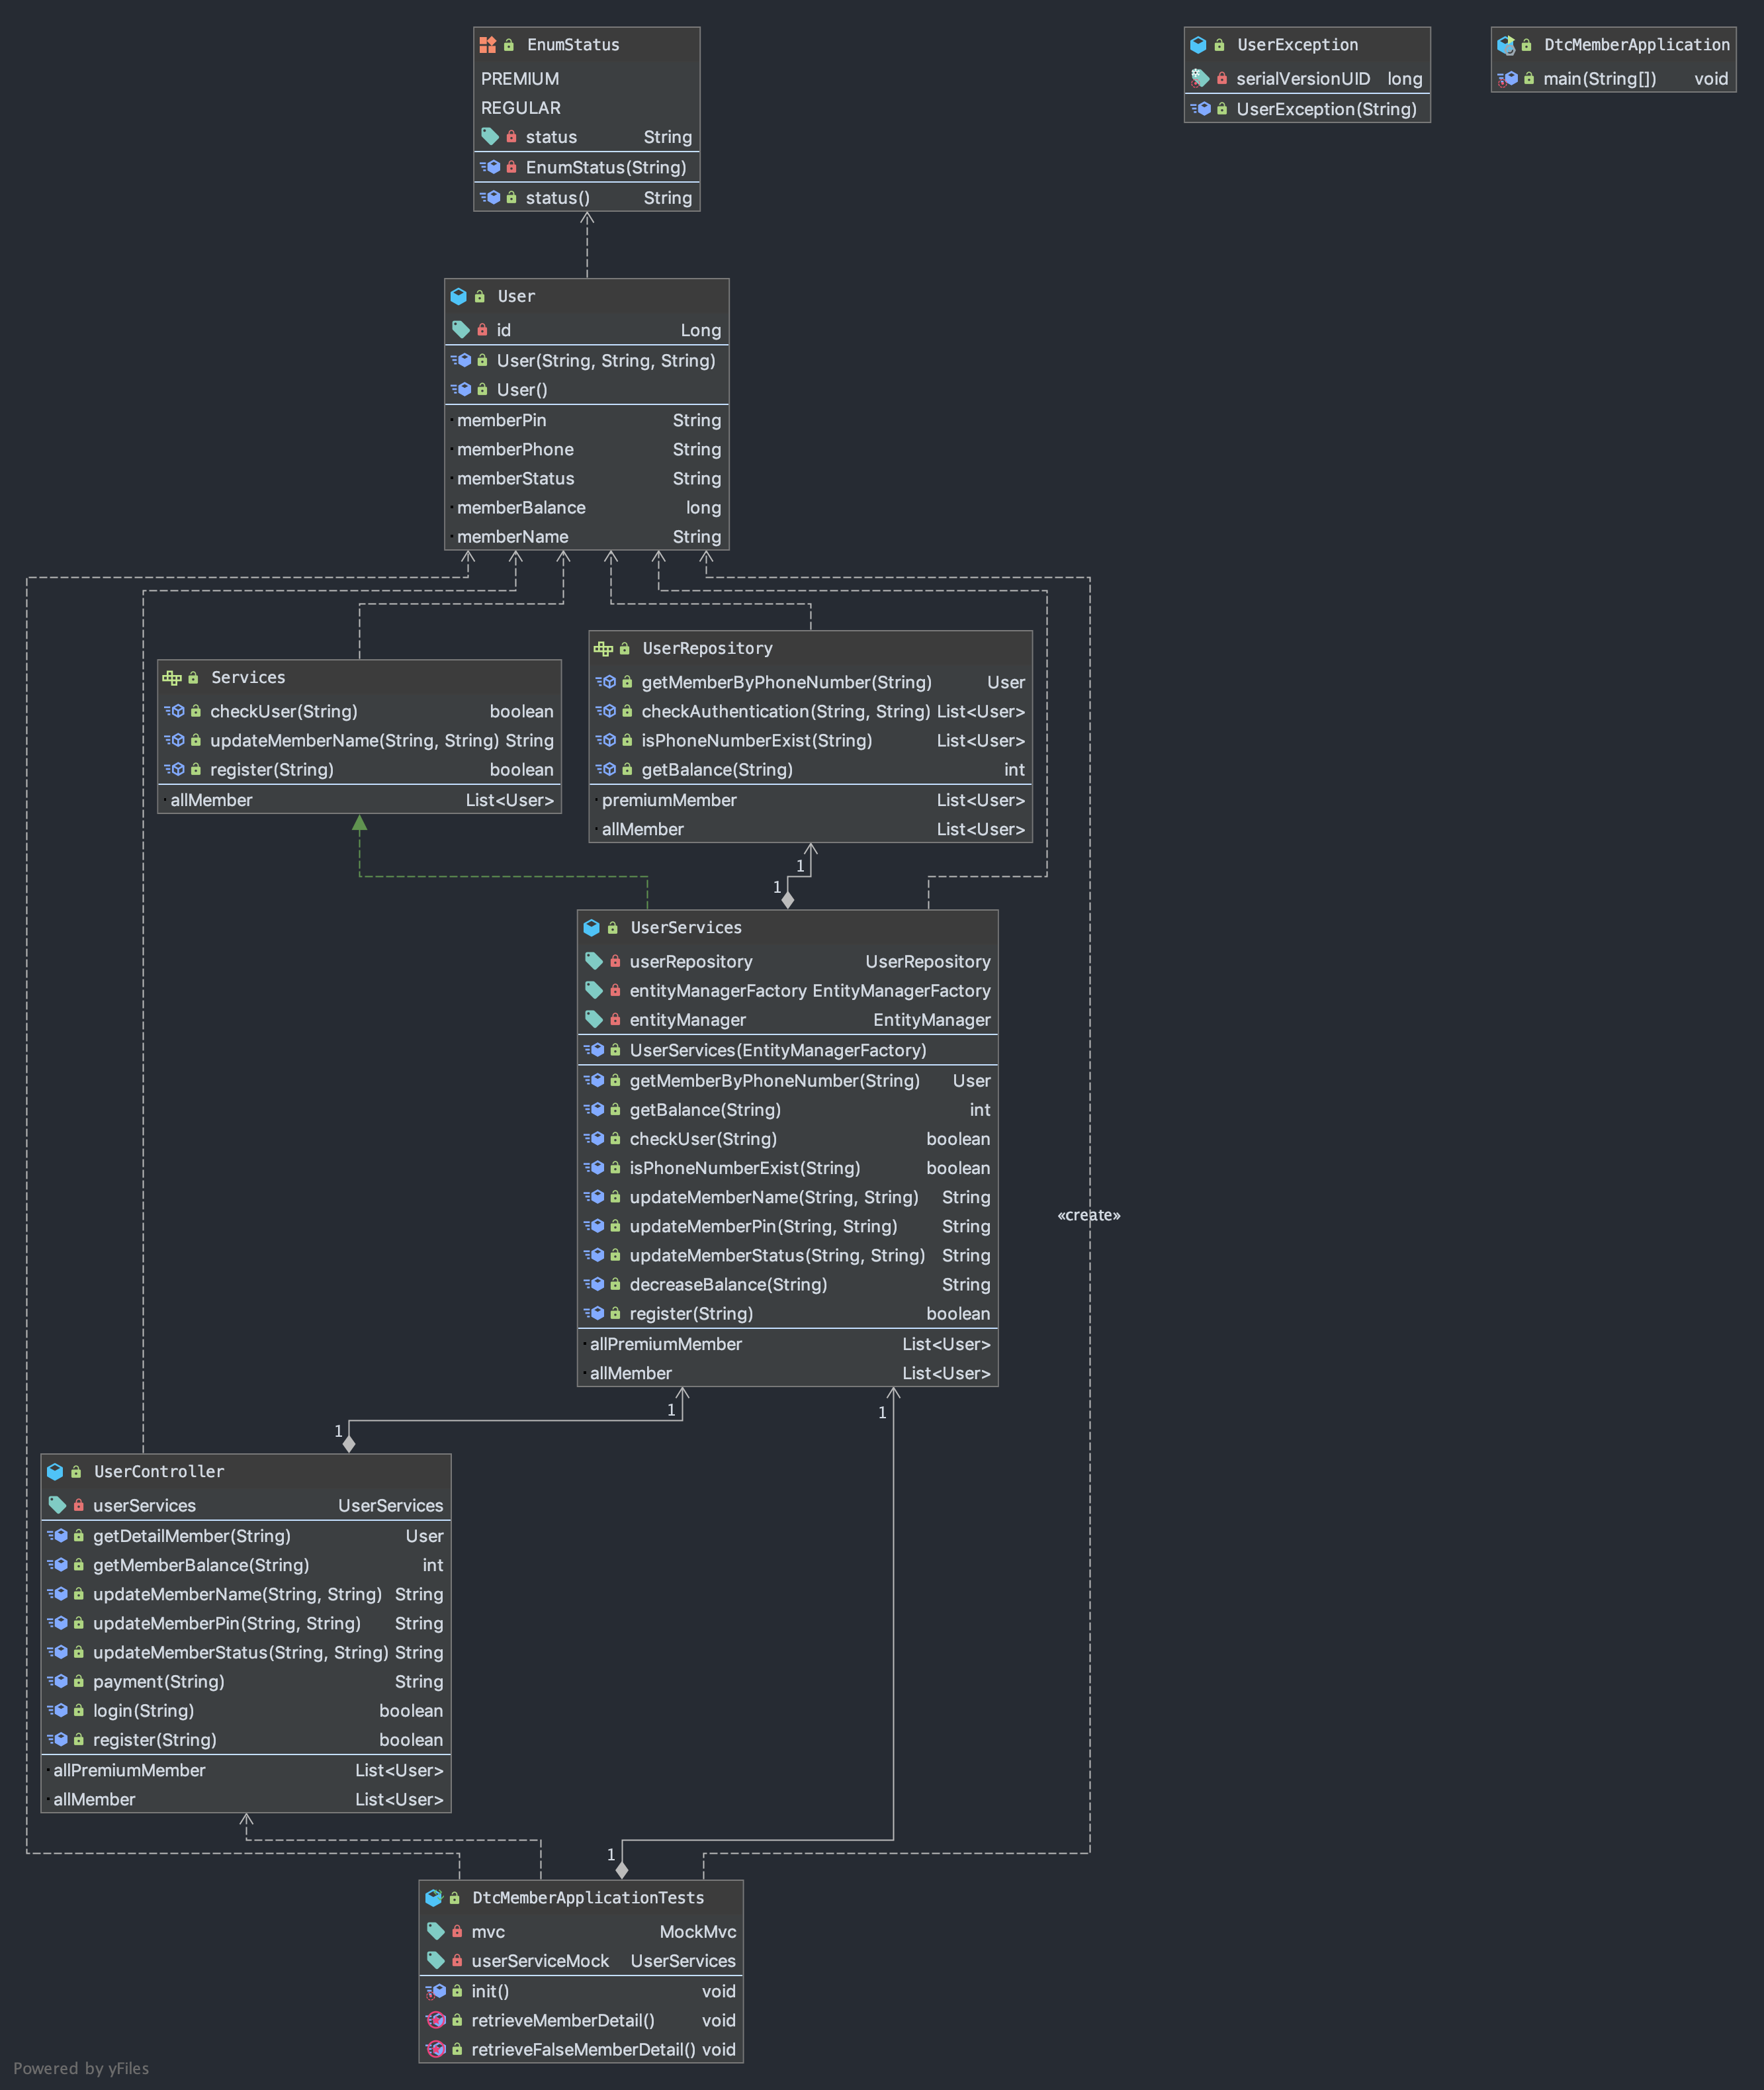 EnumStatus
PREMIUM
REGULAR
status String
EnumStatus(String)
status() String
UserException
serialVersionUID long
UserException(String)
DtcMemberApplication
main(String[]) void
User
id Long
User(String, String, String)
User()
memberPin String
memberPhone String
memberStatus String
memberBalance long
memberName String
Services
checkUser(String) boolean
updateMemberName(String, String) String
register(String) boolean
allMember List<User>
UserRepository
getMemberByPhoneNumber(String) User
checkAuthentication(String, String) List<User>
isPhoneNumberExist(String) List<User>
getBalance(String) int
premiumMember List<User>
allMember List<User>
1
1
UserServices
userRepository UserRepository
entityManagerFactory EntityManagerFactory
entityManager EntityManager
UserServices(EntityManagerFactory)
getMemberByPhoneNumber(String) User
getBalance(String) int
checkUser(String) boolean
isPhoneNumberExist(String) boolean
updateMemberName(String, String) String
updateMemberPin(String, String) String
updateMemberStatus(String, String) String
decreaseBalance(String) String
register(String) boolean
allPremiumMember List<User>
allMember List<User>
«create»
1
1
1
UserController
userServices UserServices
getDetailMember(String) User
getMemberBalance(String) int
updateMemberName(String, String) String
updateMemberPin(String, String) String
updateMemberStatus(String, String) String
payment(String) String
login(String) boolean
register(String) boolean
allPremiumMember List<User>
allMember List<User>
1
DtcMemberApplicationTests
mvc MockMvc
userServiceMock UserServices
init() void
retrieveMemberDetail() void
retrieveFalseMemberDetail() void
Powered by yFiles